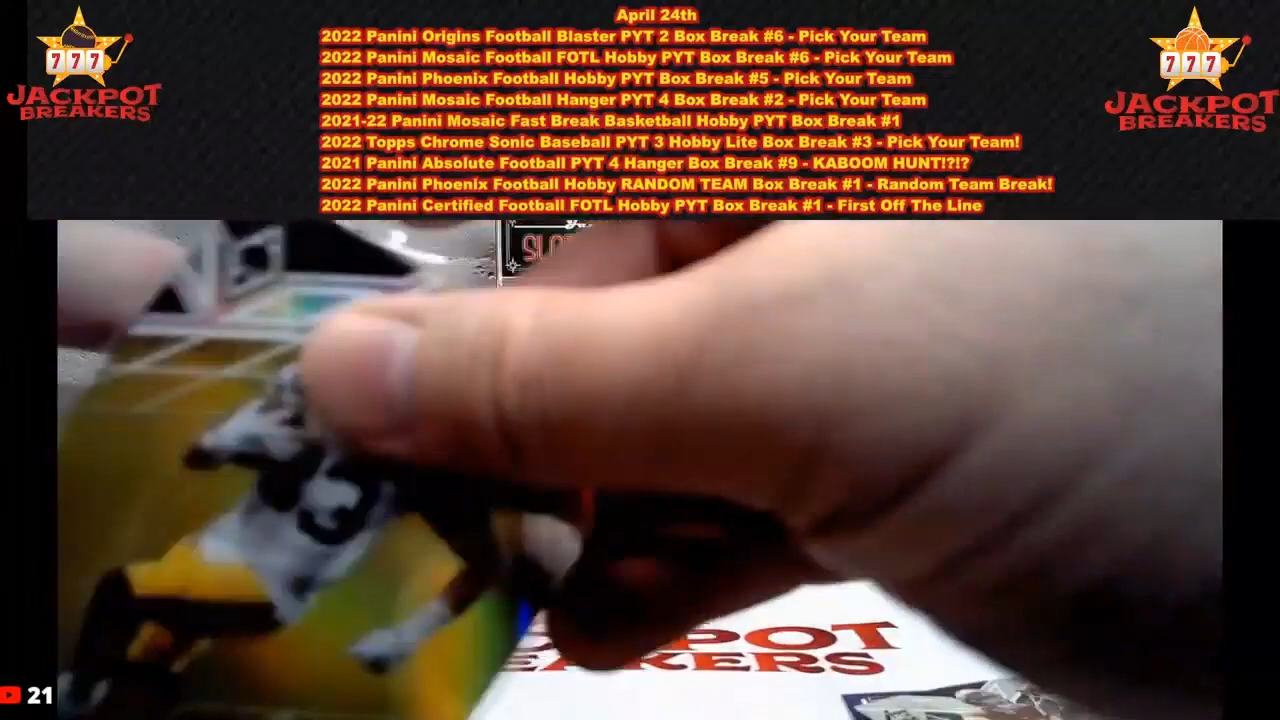 April 24th
2022 Panini Origins Football Blaster PYT 2 Box Break #6 - Pick Your Team
2022 Panini Mosaic Football FOTL Hobby PYT Box Break #6 - Pick Your Team
2022 Panini Phoenix Football Hobby PYT Box Break #5 - Pick Your Team
2022 Panini Mosaic Football Hanger PYT 4 Box Break #2 - Pick Your Team
2021-22 Panini Mosaic Fast Break Basketball Hobby PYT Box Break #1
2022 Topps Chrome Sonic Baseball PYT 3 Hobby Lite Box Break #3 - Pick Your Team!
2021 Panini Absolute Football PYT 4 Hanger Box Break #9 - KABOOM HUNT!?!?
2022 Panini Phoenix Football Hobby RANDOM TEAM Box Break #1 - Random Team Break!
2022 Panini Certified Football FOTL Hobby PYT Box Break #1 - First Off The Line
777
JACKPOT
BREAKERS
777
JACKPOT
BREAKERS
21